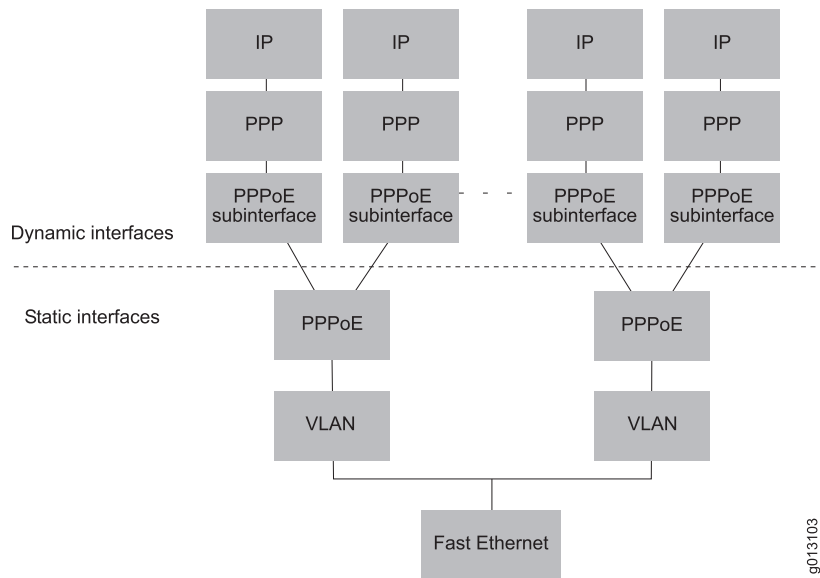 IP
IP
IP
IP
PPP
PPP
PPP
PPP
PPPoE
subinterface
PPPoE
subinterface
PPPoE
subinterface
PPPoE
subinterface
Dynamic interfaces
Static interfaces
PPPoE
PPPoE
VLAN
VLAN
Fast Ethernet
g013103